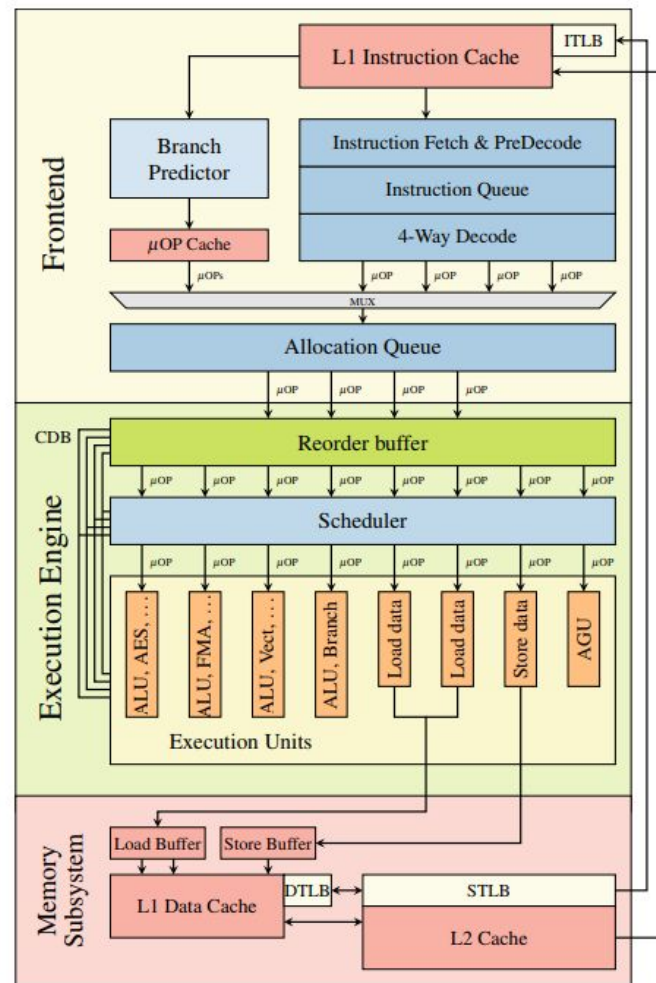 L1 Instruction Cache
ITLB
Branch
Predictor
Instruction Fetch & PreDecode
Instruction Queue
4-Way Decode
μOP Cache
μOPs
μOP
μOP
μOP
μOP
MUX
Allocation Queue
μOP
μOP
μOP
μOP
Frontend
CDB
Reorder buffer
μOP
μOP
μOP
μOP
μOP
μOP
μOP
μOP
Scheduler
μOP
μOP
μOP
μOP
μOP
μOP
μOP
μOP
ALU, AES, …
ALU, FMA, …
ALU, Vect, …
ALU, Branch
Load data
Load data
Store data
AGU
Execution Units
Execution Engine
Load Buffer
Store Buffer
L1 Data Cache
DTLB
STLB
L2 Cache
Memory
Subsystem